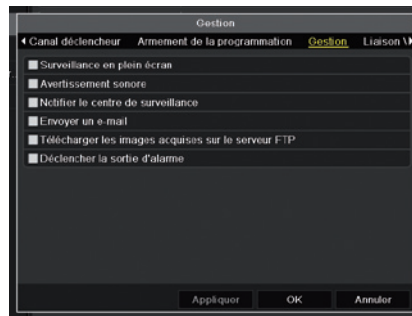 Gestion
Canal déclencheur Armement de la programmation Gestion Liaison \
Surveillance en plein écran
Avertissement sonore
Notifier le centre de surveillance
Envoyer un e-mail
Télécharger les images acquises sur le serveur FTP
Déclencher la sortie d'alarme
Appliquer OK Annuler